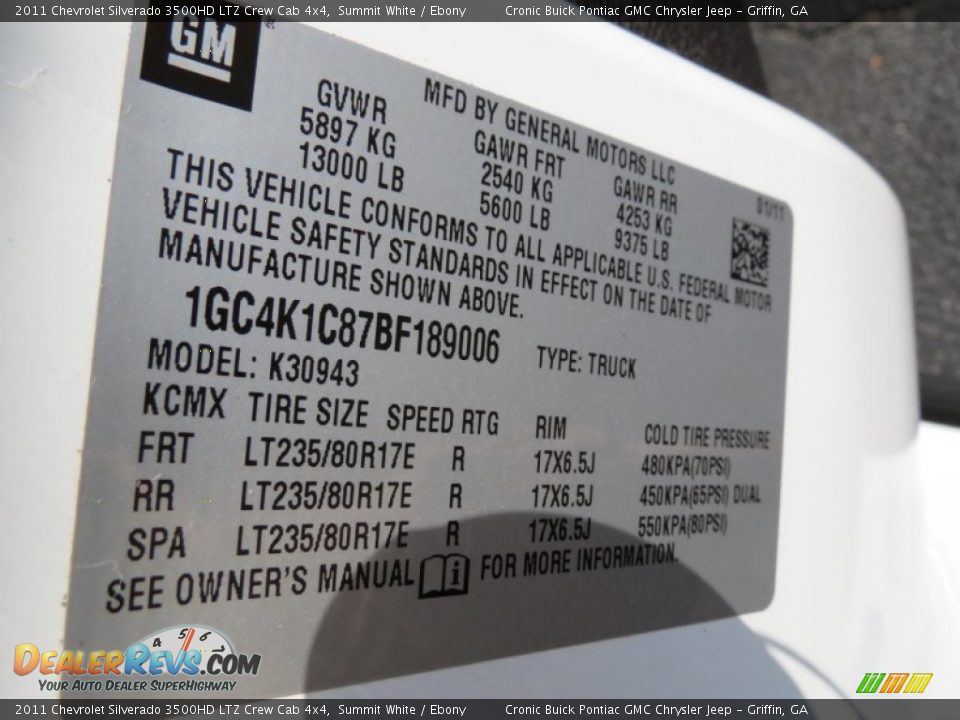 2011 Chevrolet Silverado 3500HD LTZ Crew Cab 4x4,  Summit White / Ebony    Cronic Buick Pontiac GMC Chrysler Jeep – Griffin, GA
GM
MFD BY GENERAL MOTORS LLC
01/11
GVWR GAWR FRT GAWR RR
5897 KG 2540 KG 4253 KG
13000 LB 5600 LB 9375 LB
THIS VEHICLE CONFORMS TO ALL APPLICABLE U.S. FEDERAL MOTOR
VEHICLE SAFETY STANDARDS IN EFFECT ON THE DATE OF
MANUFACTURE SHOWN ABOVE.
1GC4K1C87BF189006 TYPE: TRUCK
MODEL: K30943
KCMX TIRE SIZE SPEED RTG RIM COLD TIRE PRESSURE
FRT LT235/80R17E R 17X6.5J 480KPA(70PSI)
RR LT235/80R17E R 17X6.5J 450KPA(65PSI) DUAL
SPA LT235/80R17E R 17X6.5J 550KPA(80PSI)
SEE OWNER'S MANUAL i FOR MORE INFORMATION.
4 5 6
DEALERREVS.COM
YOUR AUTO DEALER SUPERHIGHWAY
2011 Chevrolet Silverado 3500HD LTZ Crew Cab 4x4,  Summit White / Ebony    Cronic Buick Pontiac GMC Chrysler Jeep – Griffin, GA